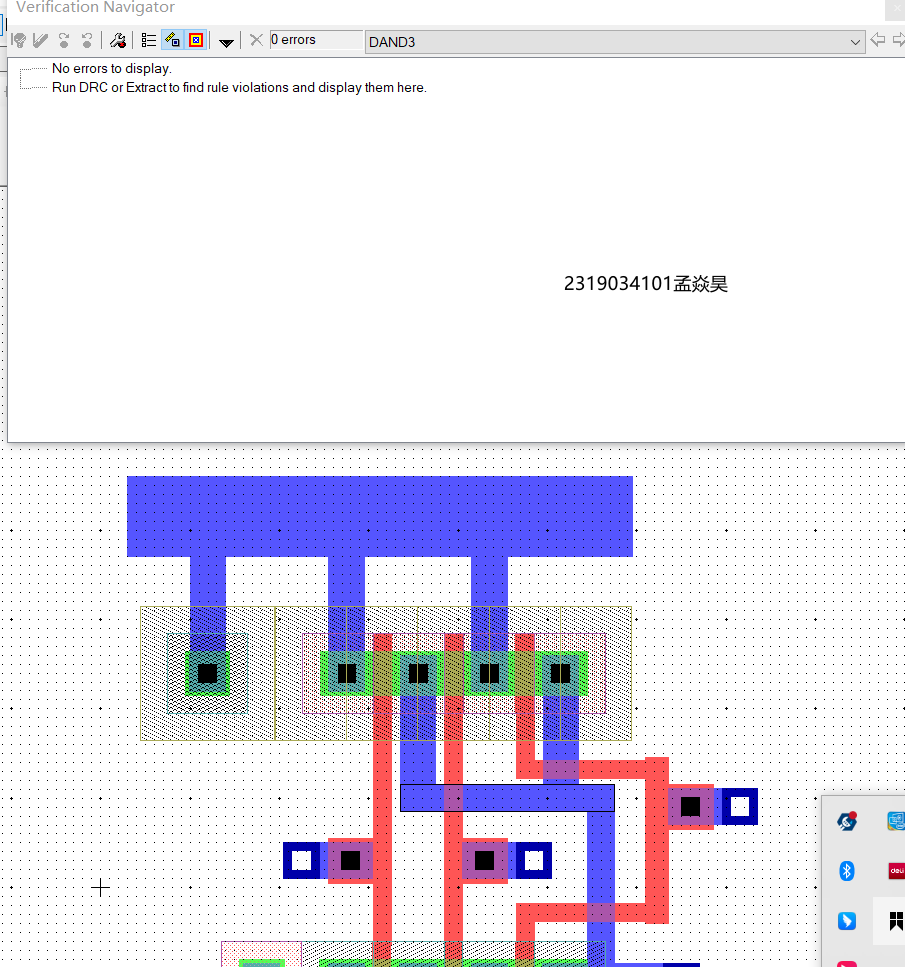 Verification Navigator
0 errors
DAND3
No errors to display.
Run DRC or Extract to find rule violations and display them here.
2319034101孟焱昊